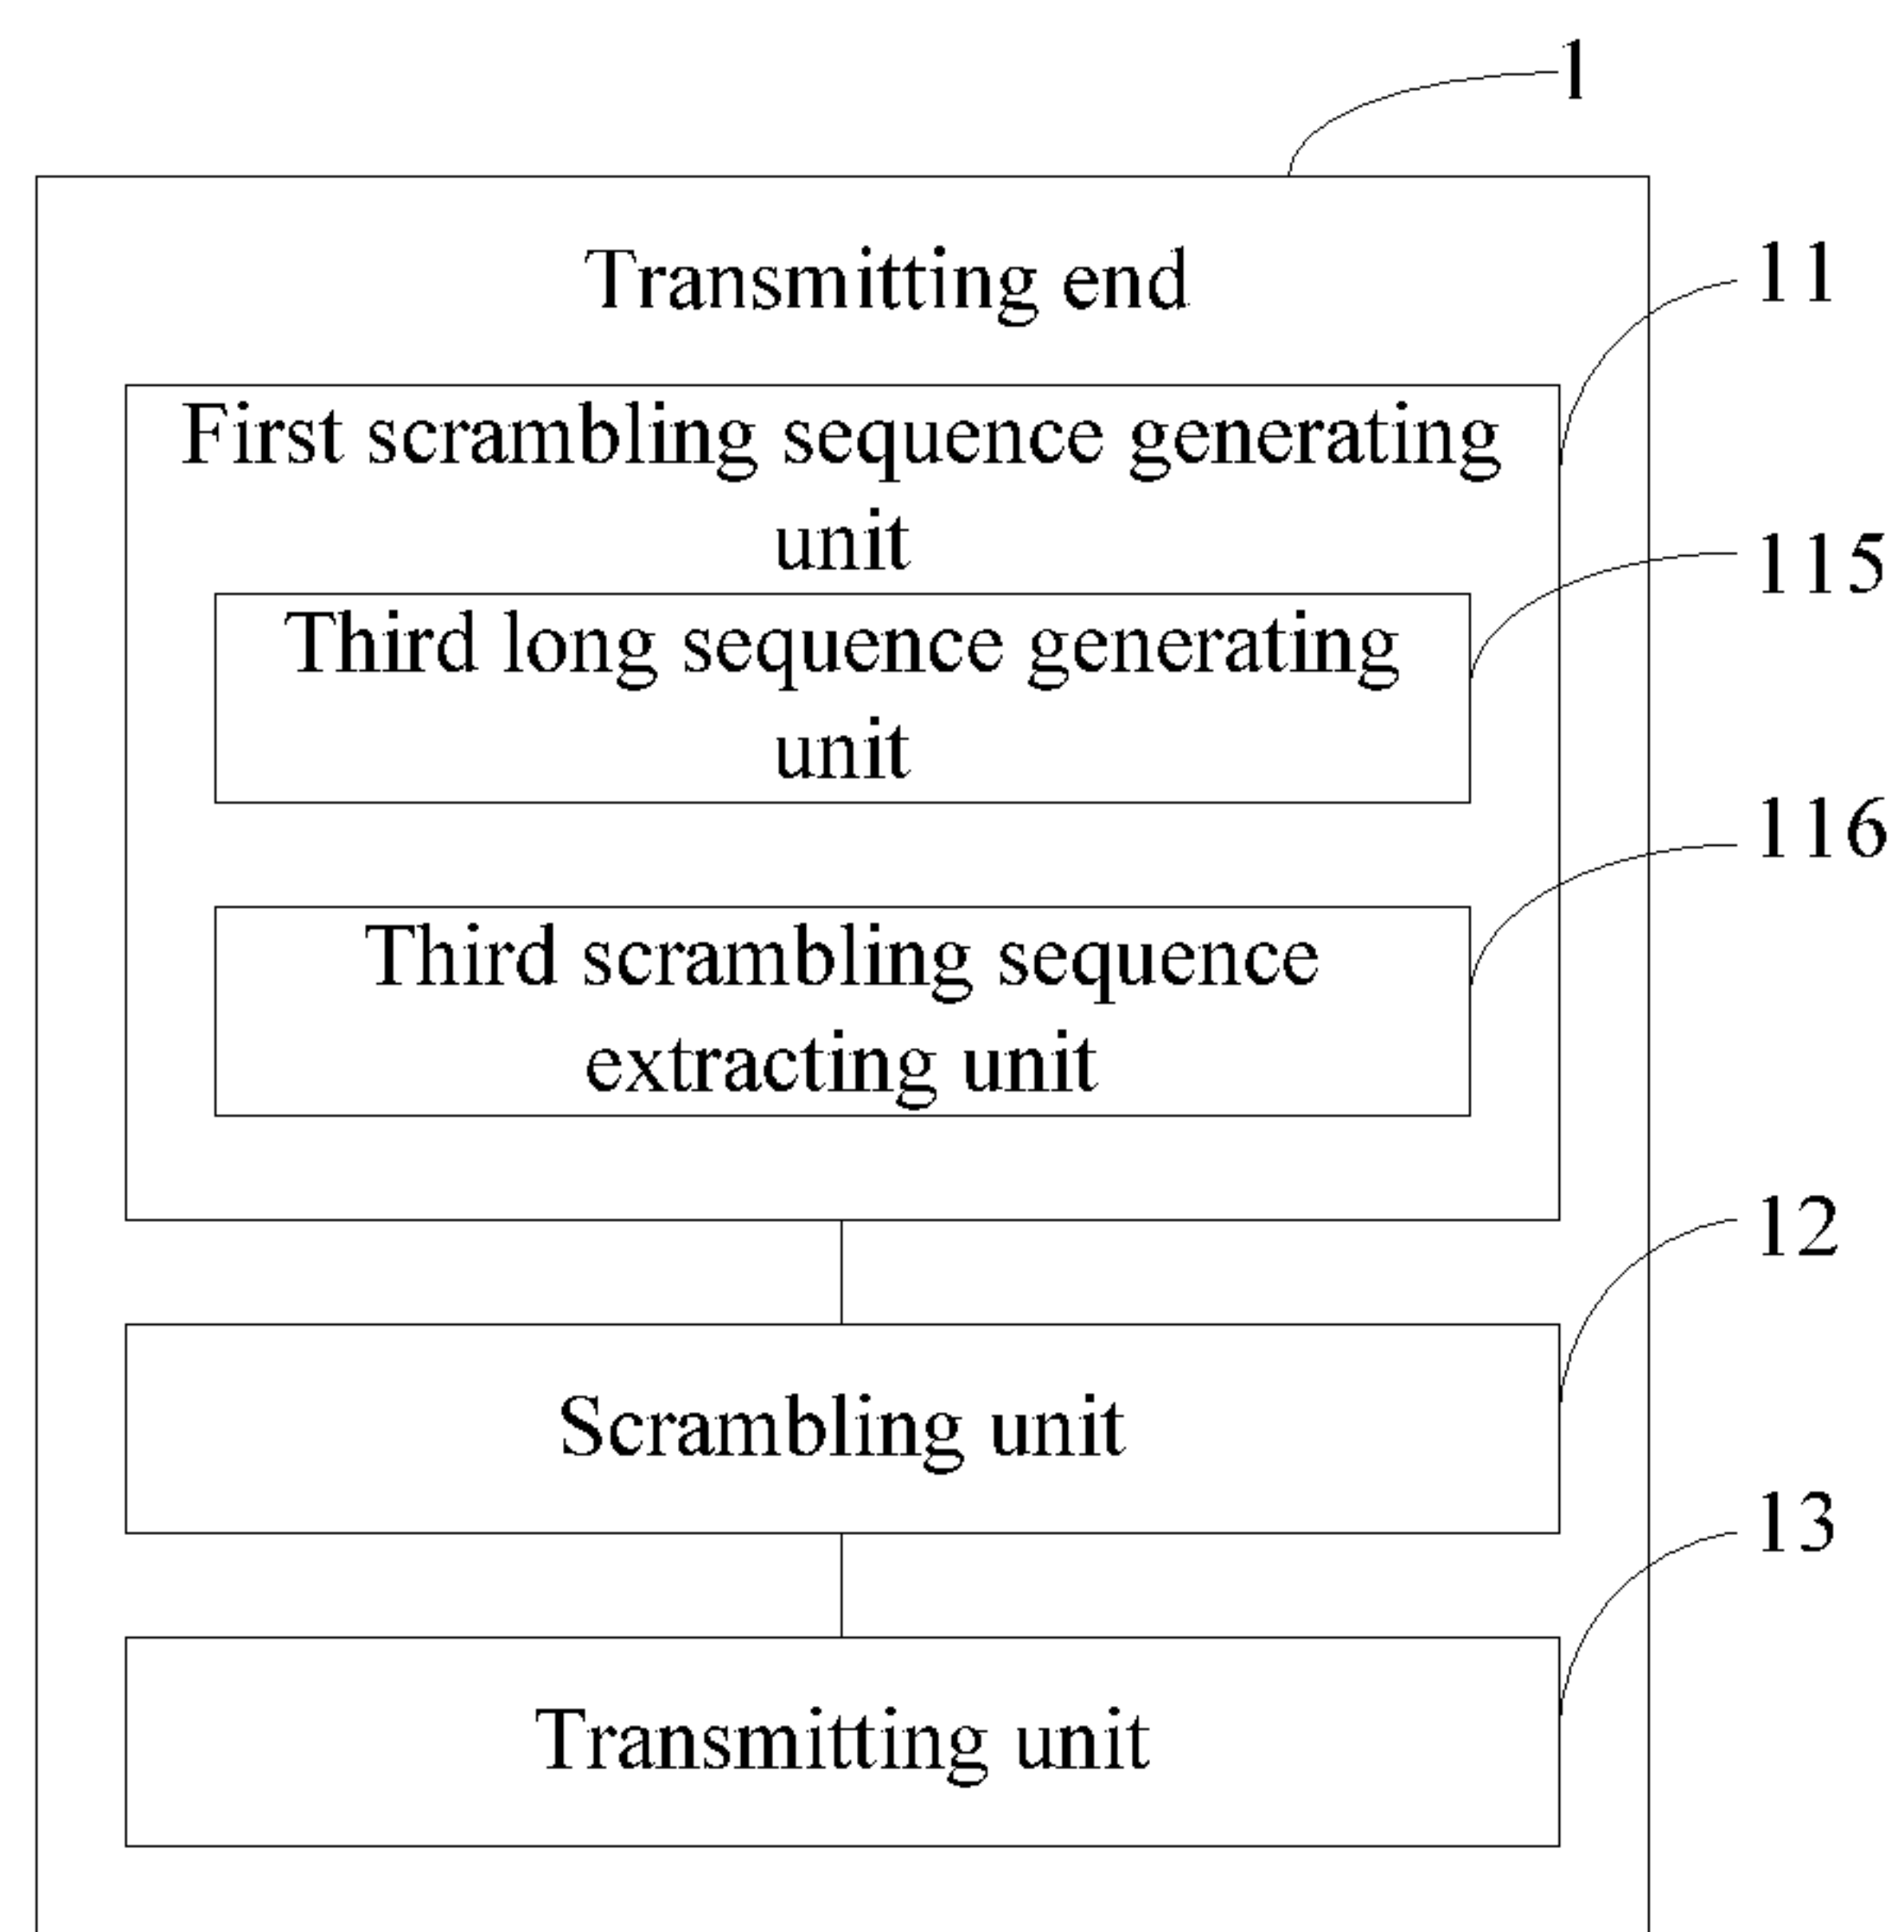 1
Transmitting end
11
First scrambling sequence generating
unit
115
Third long sequence generating
unit
116
Third scrambling sequence
extracting unit
12
Scrambling unit
13
Transmitting unit